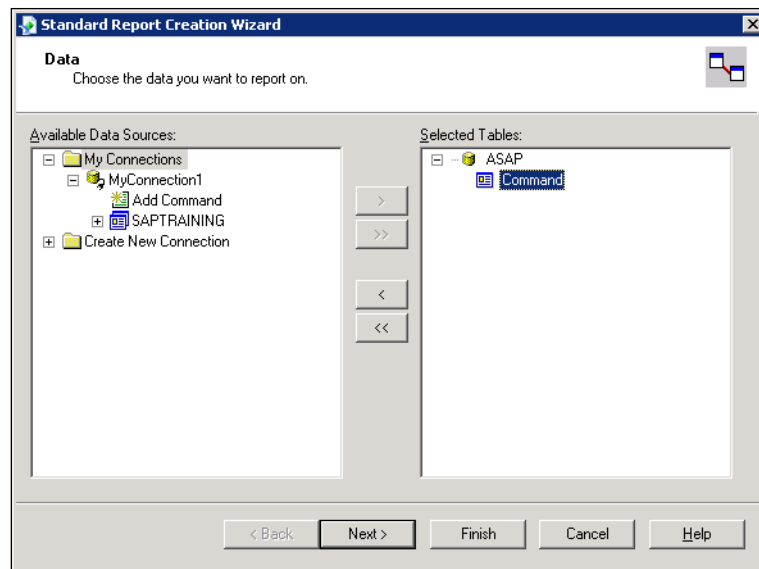 Standard Report Creation Wizard
Data
Choose the data you want to report on.
Available Data Sources:
My Connections
MyConnection1
Add Command
SAPTRAINING
Create New Connection
>
>>
<
<<
Selected Tables:
ASAP
Command
< Back
Next >
Finish
Cancel
Help